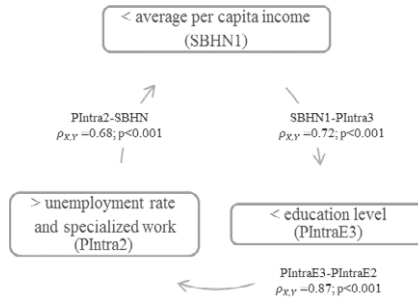 < average per capita income
(SBHN1)
PIntra2-SBHN
ρX,Y =0.68; p<0.001
SBHN1-PIntra3
ρX,Y =0.72; p<0.001
> unemployment rate
and specialized work
(PIntra2)
< education level
(PIntraE3)
PIntraE3-PIntraE2
ρX,Y =0.87; p<0.001